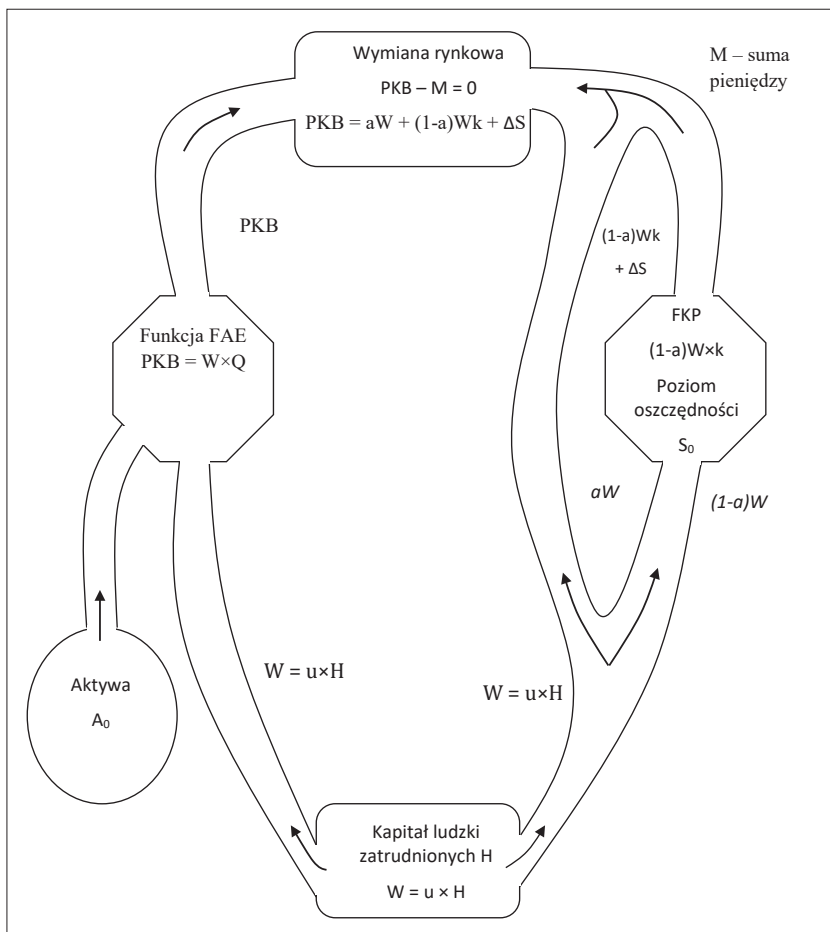 Wymiana rynkowa
PKB – M = 0
PKB = aW + (1-a)Wk + ΔS
M – suma
pieniędzy
PKB
(1-a)Wk
+ ΔS
Funkcja FAE
PKB = W×Q
FKP
(1-a)W×k
Poziom
oszczędności
S₀
aW
(1-a)W
W = u×H
W = u×H
Aktywa
A₀
Kapitał ludzki
zatrudnionych H
W = u × H